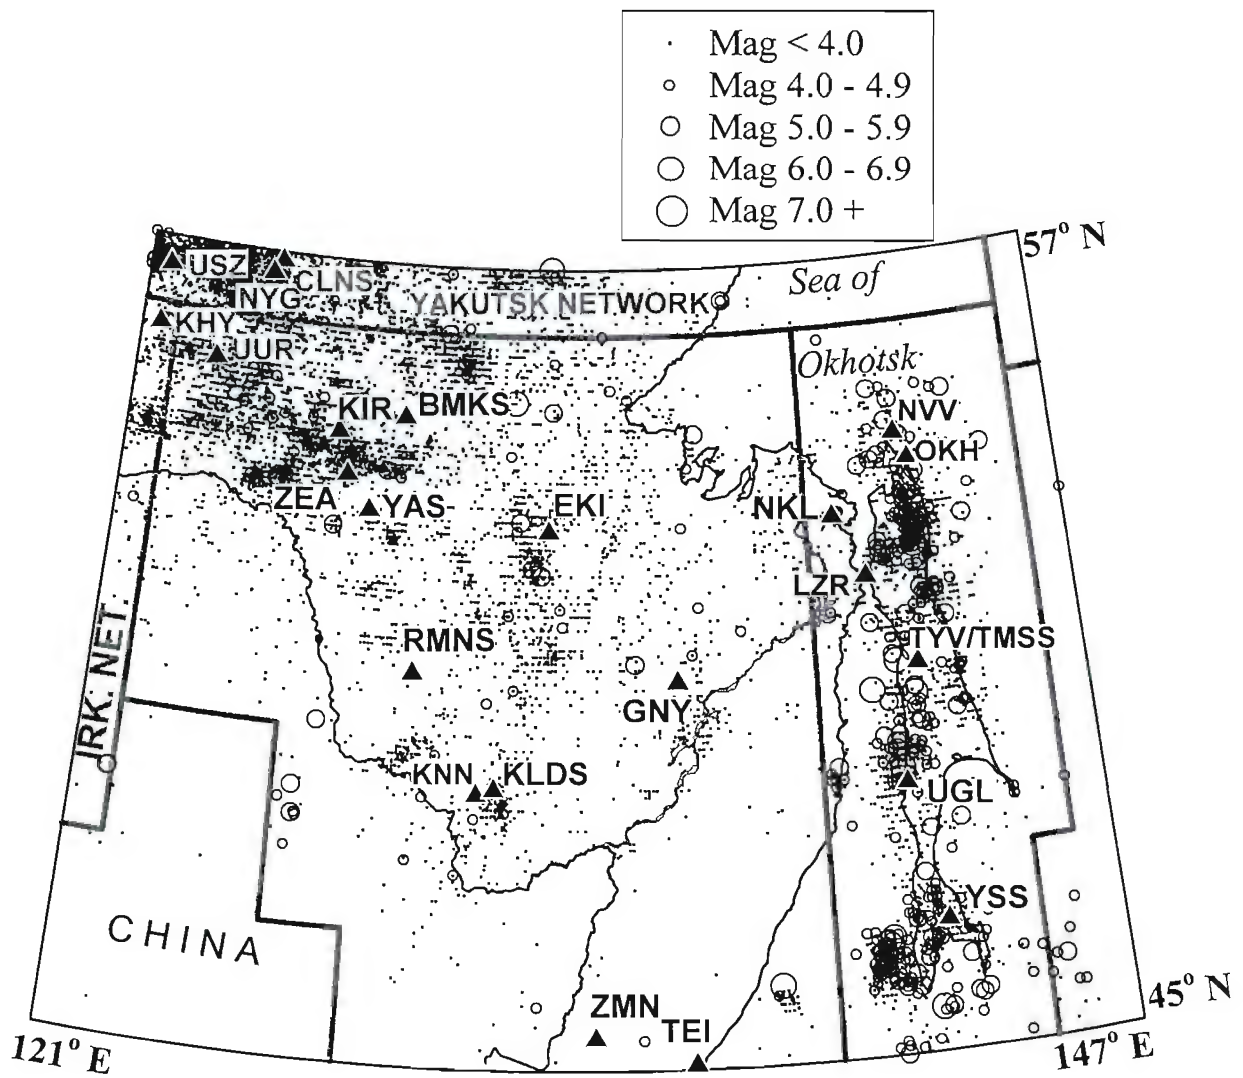 Mag < 4.0
Mag 4.0 - 4.9
Mag 5.0 - 5.9
Mag 6.0 - 6.9
Mag 7.0 +
57° N
USZ
CLNS
NYG
YAKUTSK NETWORK
Sea of
Okhotsk
KHY
UUR
KIR
BMKS
NVV
OKH
ZEA
YAS
EKI
NKL
LZR
IRK. NET.
RMNS
TYV/TMSS
GNY
KNN
KLDS
UGL
YSS
CHINA
ZMN
TEI
45° N
121° E
147° E